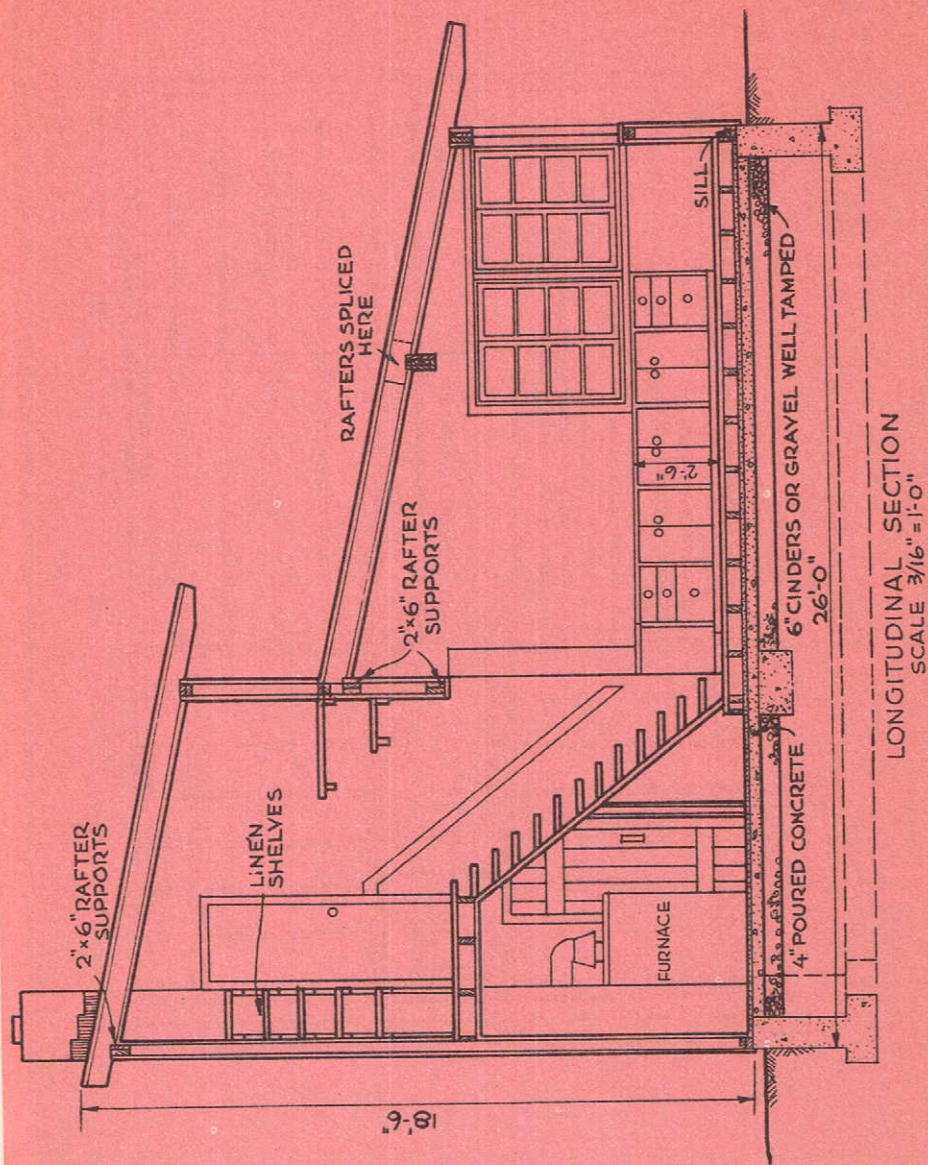 2"×6" RAFTER
SUPPORTS
LINEN
SHELVES
RAFTERS SPLICED
HERE
2"×6" RAFTER
SUPPORTS
18'-6"
FURNACE
2'-6"
SILL
4" POURED CONCRETE
6" CINDERS OR GRAVEL WELL TAMPED
26'-0"
LONGITUDINAL SECTION
SCALE 3/16" = 1'-0"